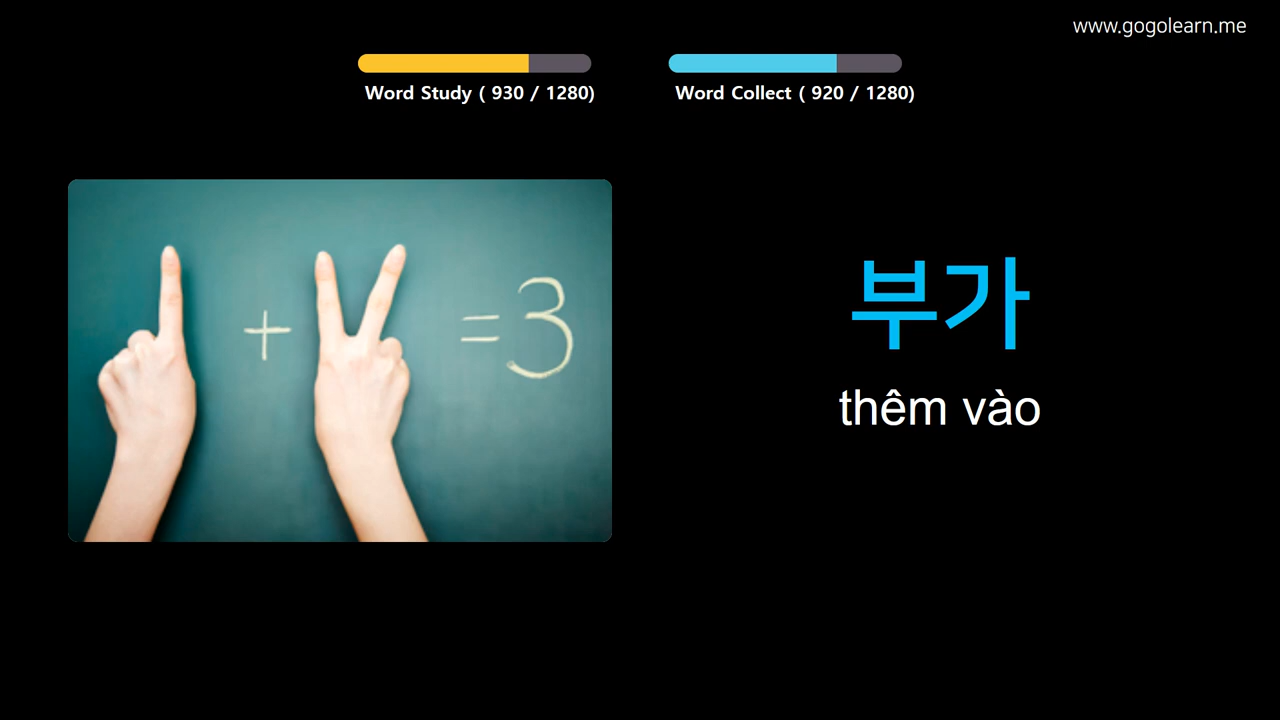 www.gogolearn.me
Word Study ( 930 / 1280)
Word Collect ( 920 / 1280)
+ = 3
부가
thêm vào